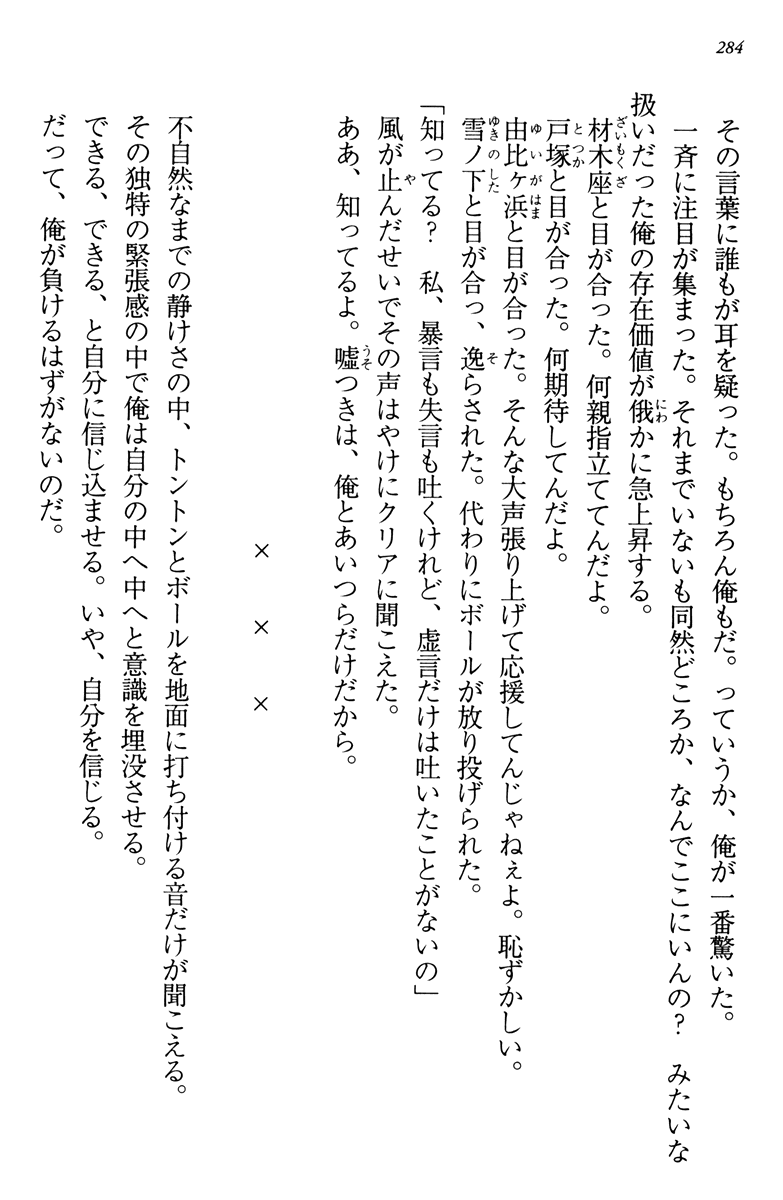 284
その言葉に誰もが耳を疑った。もちろん俺もだ。っていうか、俺が一番驚いた。
一斉に注目が集まった。それまでいないも同然どころか、なんでここにいんの？　みたいな
扱いだった俺の存在価値が俄かに急上昇する。
材木座と目が合った。何親指立ててんだよ。
戸塚と目が合った。何期待してんだよ。
由比ヶ浜と目が合った。そんな大声張り上げて応援してんじゃねぇよ。恥ずかしい。
雪ノ下と目が合っ、逸らされた。代わりにボールが放り投げられた。
「知ってる？　私、暴言も失言も吐くけれど、虚言だけは吐いたことがないの」
風が止んだせいでその声はやけにクリアに聞こえた。
ああ、知ってるよ。嘘つきは、俺とあいつらだけだから。
×　×　×
不自然なまでの静けさの中、トントンとボールを地面に打ち付ける音だけが聞こえる。
その独特の緊張感の中で俺は自分の中へ中へと意識を埋没させる。
できる、できる、と自分に信じ込ませる。いや、自分を信じる。
だって、俺が負けるはずがないのだ。